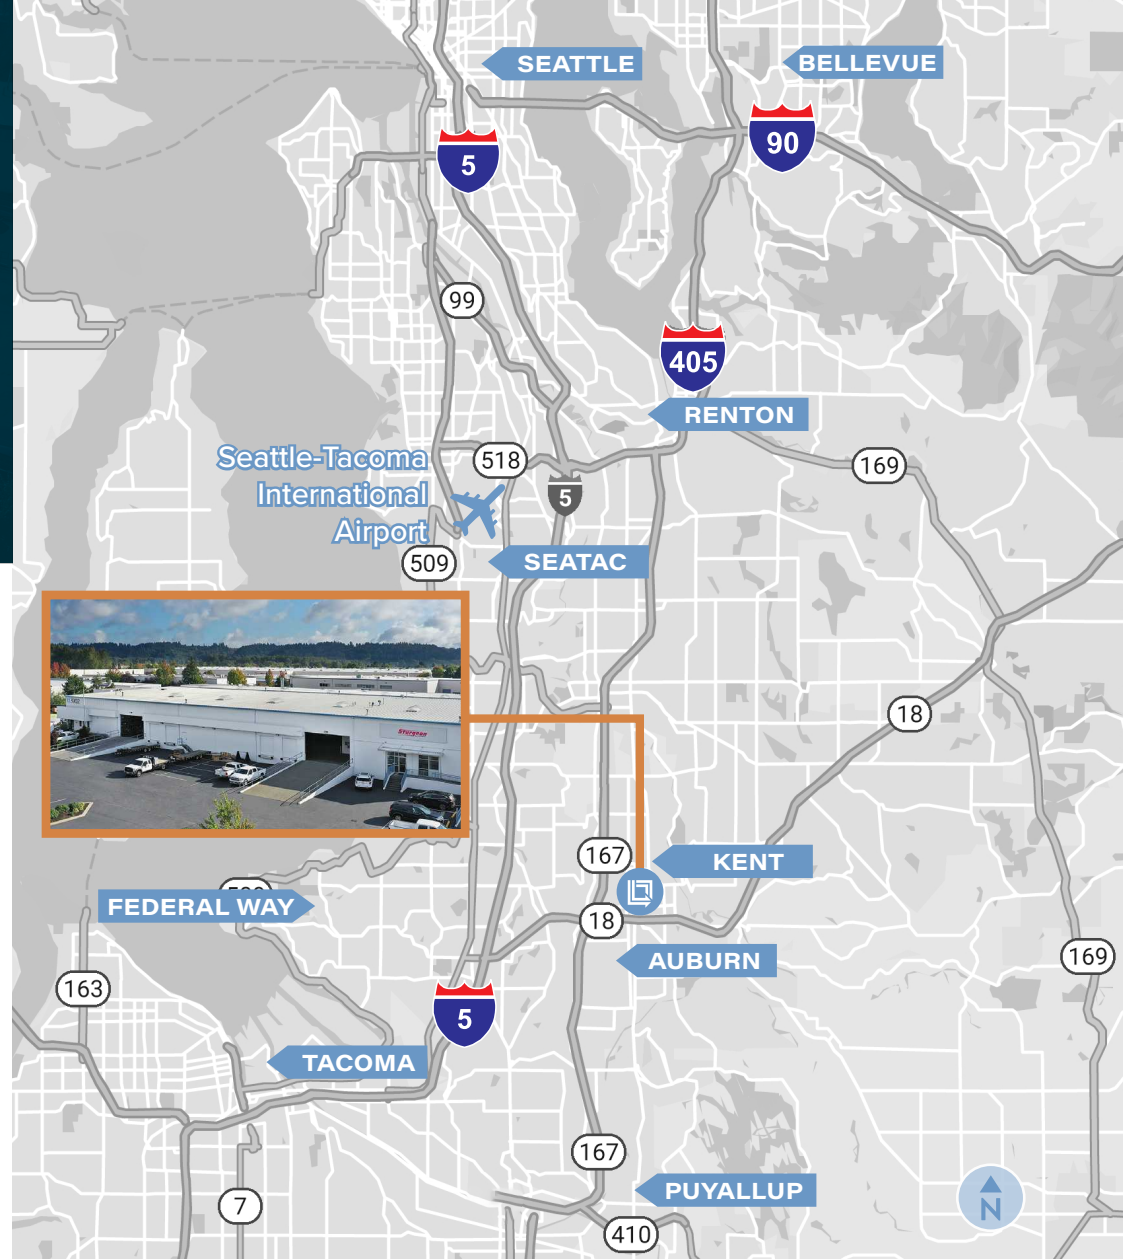 SEATTLE
BELLEVUE
90
5
99
405
RENTON
Seattle-Tacoma
International
Airport
518
169
5
SEATAC
509
18
Sturgeon
167
KENT
FEDERAL WAY
18
AUBURN
169
163
5
TACOMA
167
PUYALLUP
7
410
N